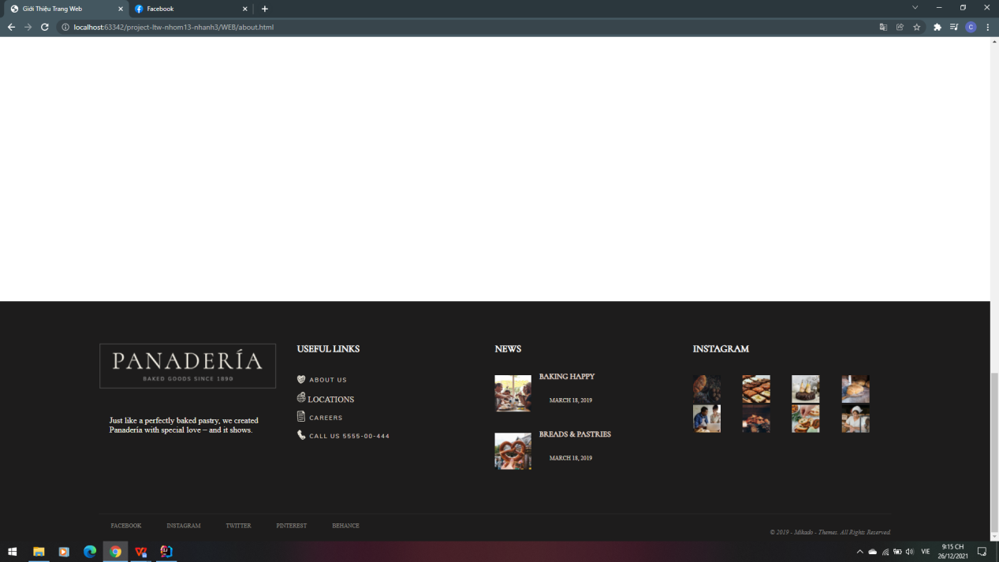 Giới Thiệu Trang Web
Facebook
localhost:63342/project-ltw-nhom13-nhanh3/WEB/about.html
C
PANADERÍA
BAKED GOODS SINCE 1890
Just like a perfectly baked pastry, we created
Panadería with special love – and it shows.
USEFUL LINKS
ABOUT US
LOCATIONS
CAREERS
CALL US 5555-00-444
NEWS
BAKING HAPPY
MARCH 18, 2019
BREADS & PASTRIES
MARCH 18, 2019
INSTAGRAM
FACEBOOK INSTAGRAM TWITTER PINTEREST BEHANCE
© 2019 - Mikado - Themes. All Rights Reserved.
VIE
9:15 CH
26/12/2021